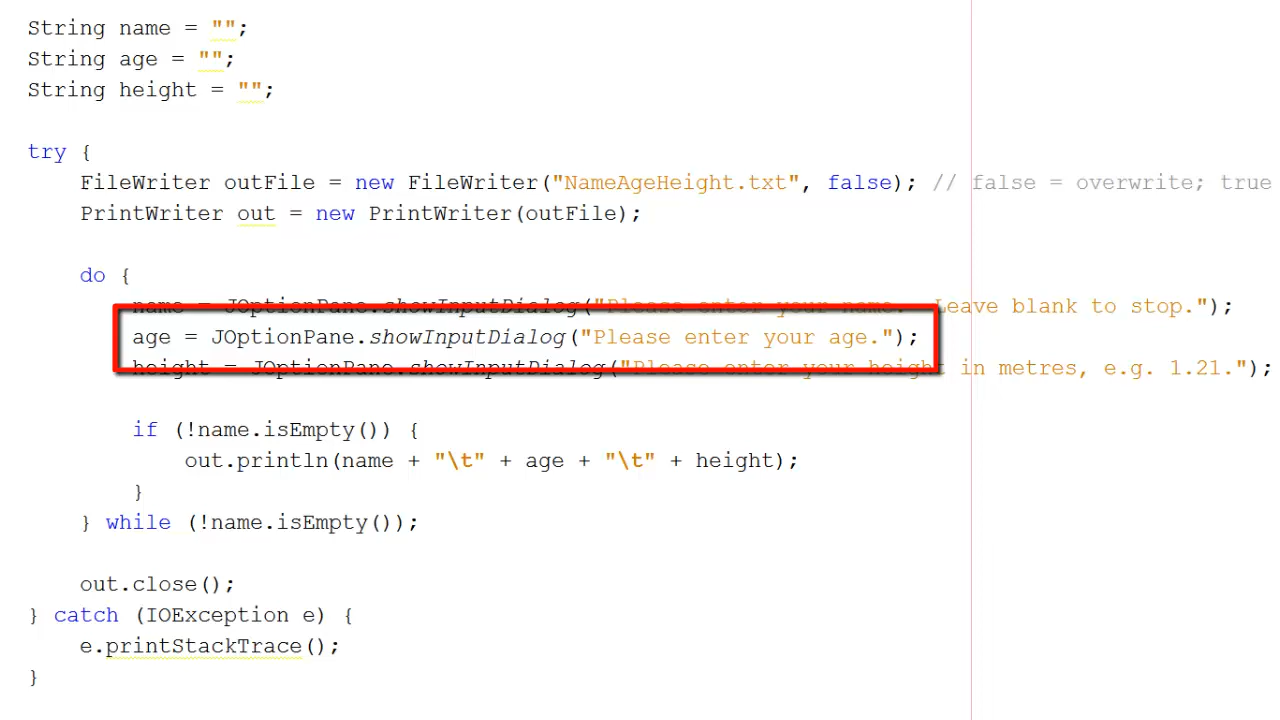 String name = "";
String age = "";
String height = "";
try {
FileWriter outFile = new FileWriter("NameAgeHeight.txt", false); // false = overwrite; true
PrintWriter out = new PrintWriter(outFile);
do {
name = JOptionPane.showInputDialog("Please enter your name. Leave blank to stop.");
age = JOptionPane.showInputDialog("Please enter your age.");
height = JOptionPane.showInputDialog("Please enter your height in metres, e.g. 1.21.");
if (!name.isEmpty()) {
out.println(name + "\t" + age + "\t" + height);
}
} while (!name.isEmpty());
out.close();
} catch (IOException e) {
e.printStackTrace();
}